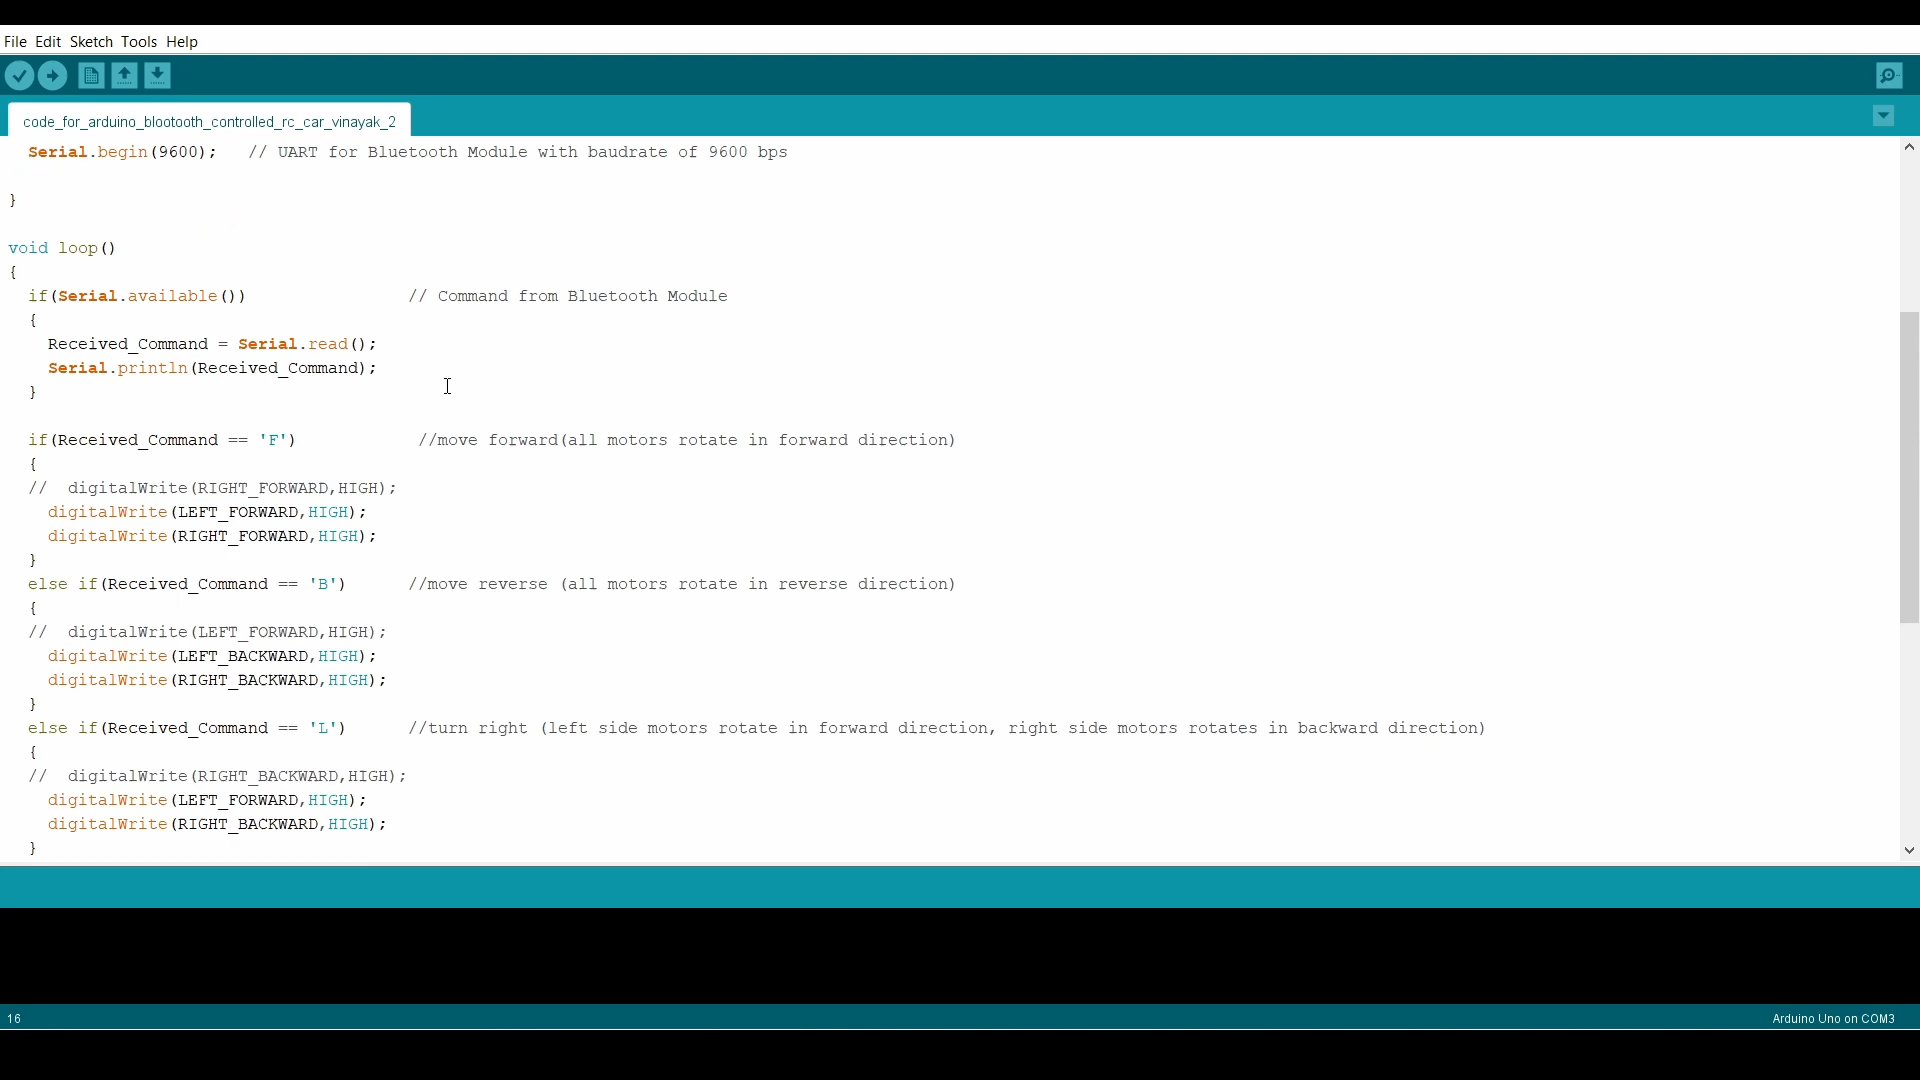 File Edit Sketch Tools Help
code_for_arduino_blootooth_controlled_rc_car_vinayak_2
Serial.begin(9600);   // UART for Bluetooth Module with baudrate of 9600 bps
}
void loop()
{
if(Serial.available())                // Command from Bluetooth Module
{
Received_Command = Serial.read();
Serial.println(Received_Command);
}
if(Received_Command == 'F')            //move forward(all motors rotate in forward direction)
{
//  digitalWrite(RIGHT_FORWARD,HIGH);
digitalWrite(LEFT_FORWARD,HIGH);
digitalWrite(RIGHT_FORWARD,HIGH);
}
else if(Received_Command == 'B')      //move reverse (all motors rotate in reverse direction)
{
//  digitalWrite(LEFT_FORWARD,HIGH);
digitalWrite(LEFT_BACKWARD,HIGH);
digitalWrite(RIGHT_BACKWARD,HIGH);
}
else if(Received_Command == 'L')      //turn right (left side motors rotate in forward direction, right side motors rotates in backward direction)
{
//  digitalWrite(RIGHT_BACKWARD,HIGH);
digitalWrite(LEFT_FORWARD,HIGH);
digitalWrite(RIGHT_BACKWARD,HIGH);
}
16
Arduino Uno on COM3